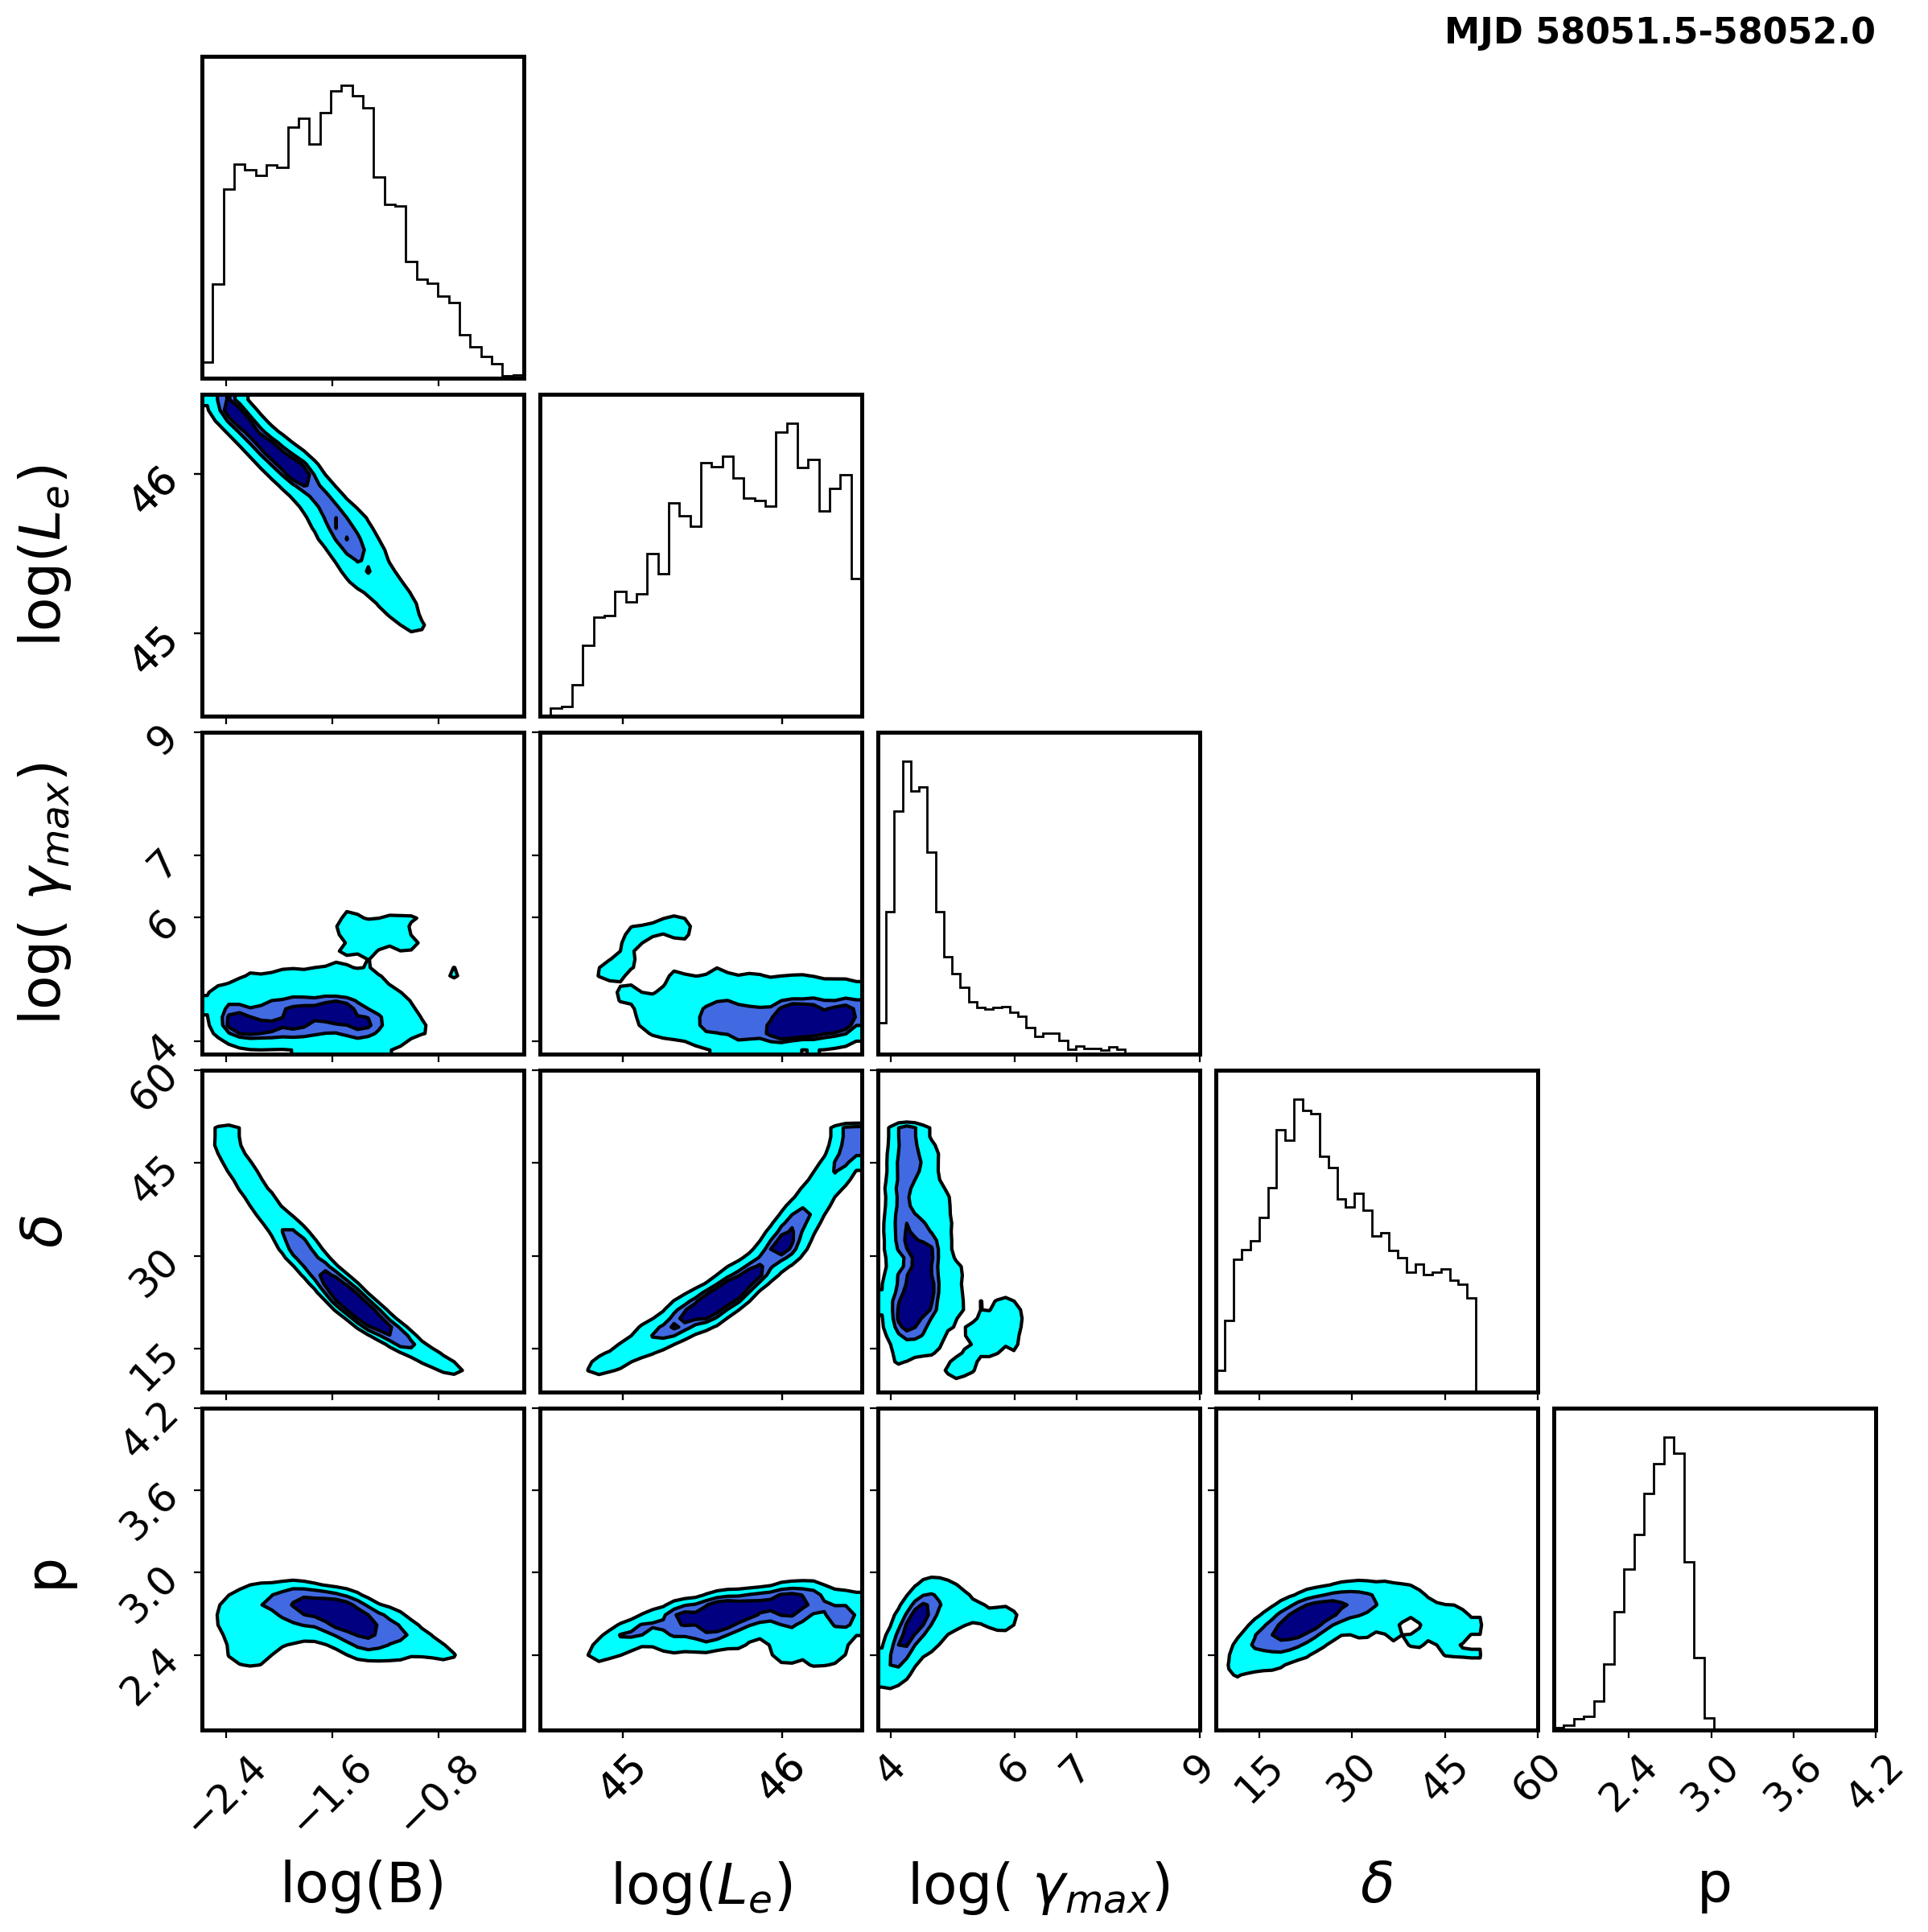 MJD 58051.5-58052.0
log(Lₑ)
46
45
log( γₘₐₓ)
9
7
6
4
δ
60
45
30
15
p
4.2
3.6
3.0
2.4
−2.4 −1.6 −0.8 45 46 4 6 7 9 15 30 45 60 2.4 3.0 3.6 4.2
log(B) log(Lₑ) log( γₘₐₓ) δ p